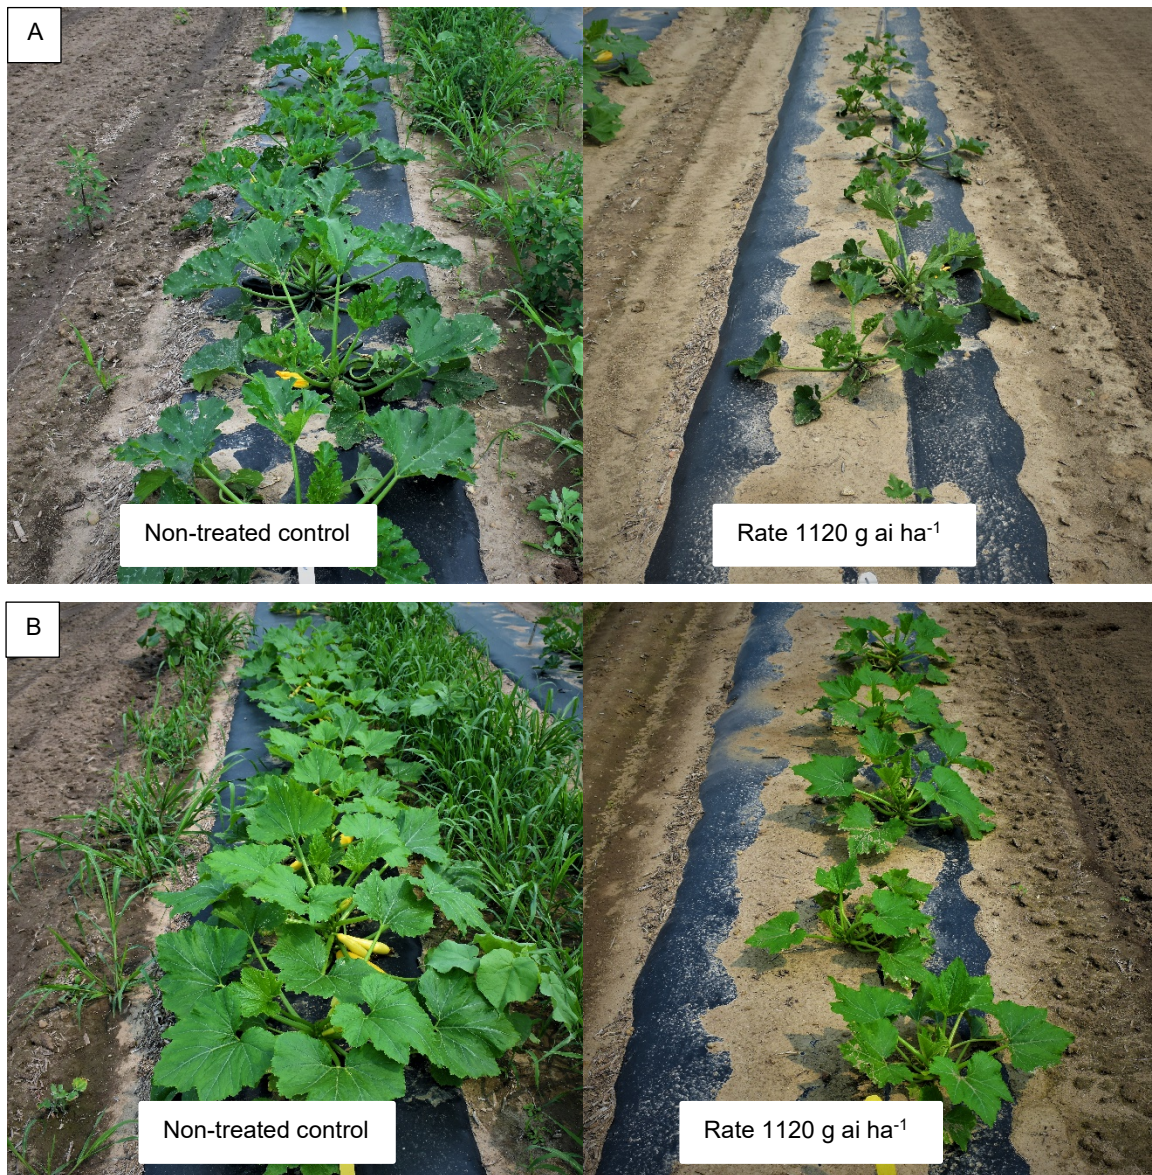 A
Non-treated control
Rate 1120 g ai ha⁻¹
B
Non-treated control
Rate 1120 g ai ha⁻¹